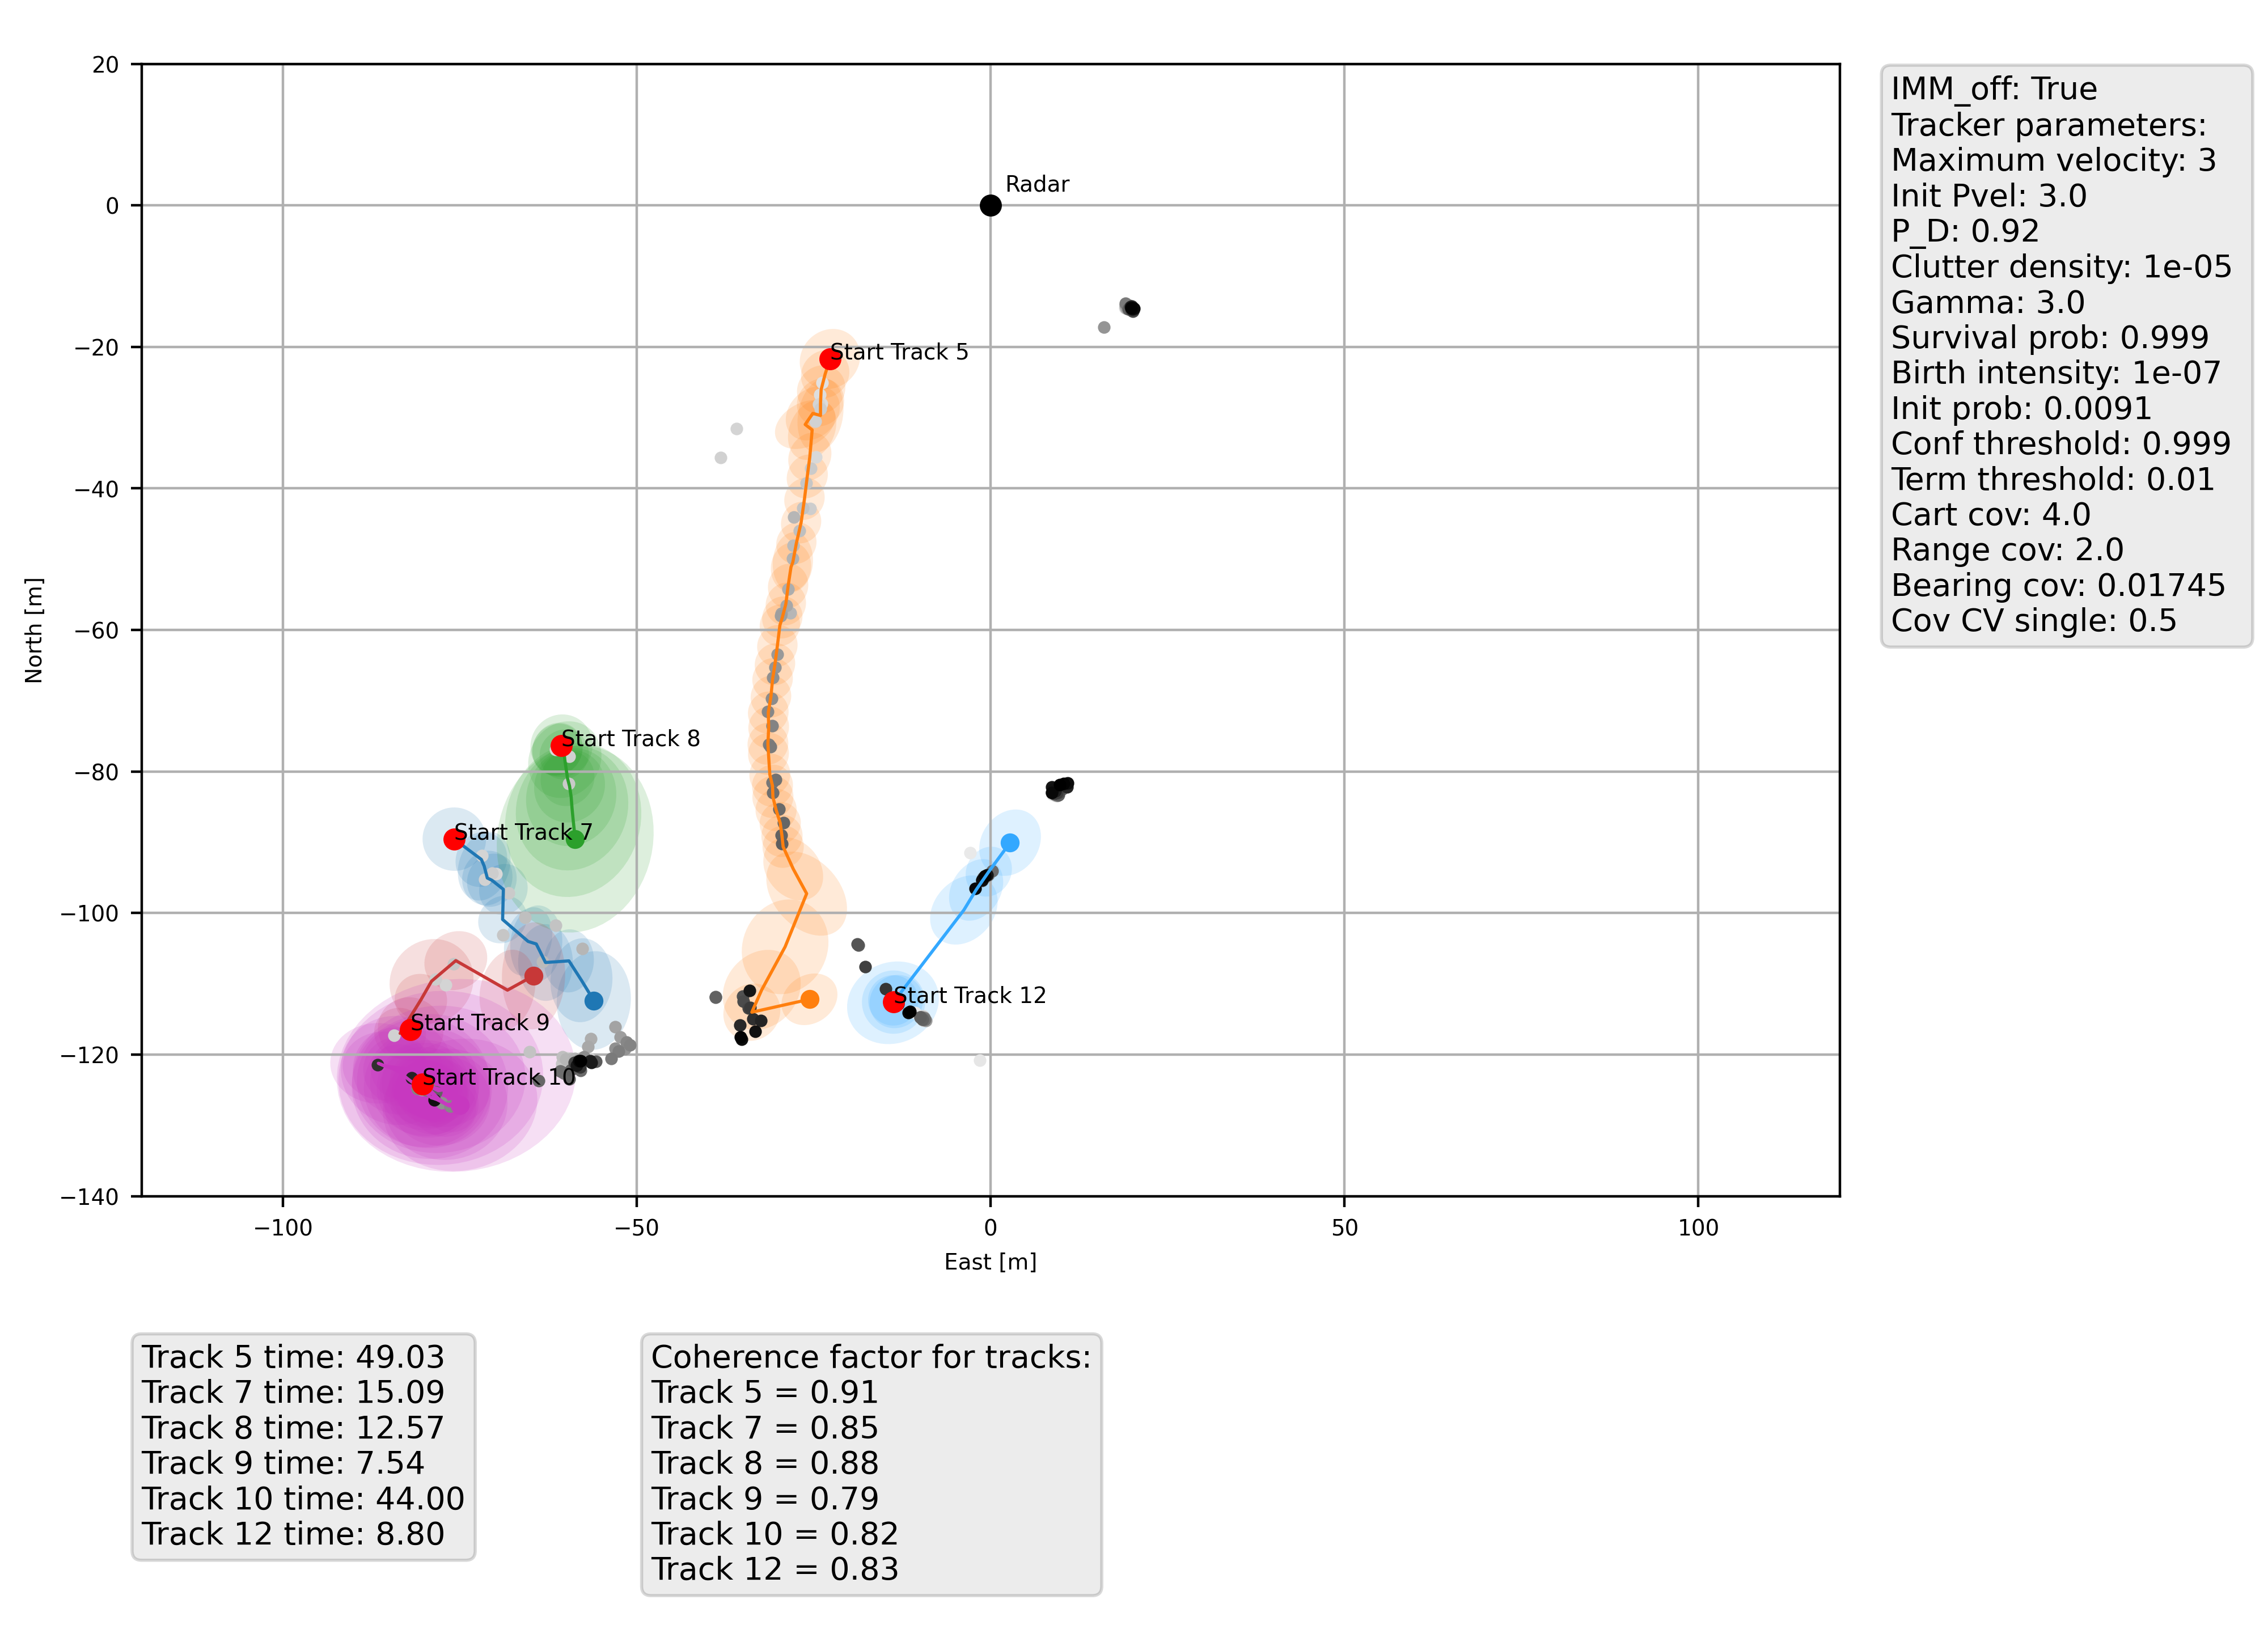 20
0
−20
−40
−60
−80
−100
−120
−140
North [m]
−100
−50
0
50
100
East [m]
Radar
Start Track 5
Start Track 8
Start Track 7
Start Track 12
Start Track 9
Start Track 10
IMM_off: True
Tracker parameters:
Maximum velocity: 3
Init Pvel: 3.0
P_D: 0.92
Clutter density: 1e-05
Gamma: 3.0
Survival prob: 0.999
Birth intensity: 1e-07
Init prob: 0.0091
Conf threshold: 0.999
Term threshold: 0.01
Cart cov: 4.0
Range cov: 2.0
Bearing cov: 0.01745
Cov CV single: 0.5
Track 5 time: 49.03
Track 7 time: 15.09
Track 8 time: 12.57
Track 9 time: 7.54
Track 10 time: 44.00
Track 12 time: 8.80
Coherence factor for tracks:
Track 5 = 0.91
Track 7 = 0.85
Track 8 = 0.88
Track 9 = 0.79
Track 10 = 0.82
Track 12 = 0.83